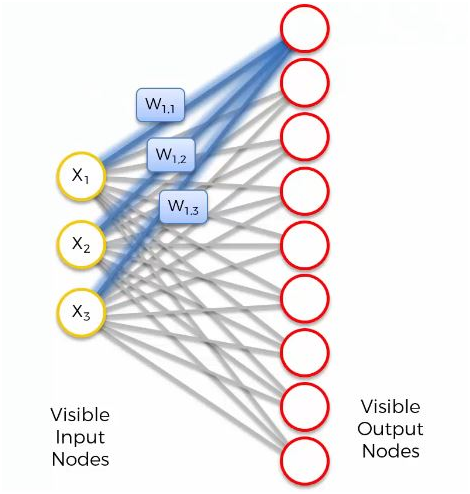 W1,1
W1,2
W1,3
X1
X2
X3
Visible
Input
Nodes
Visible
Output
Nodes